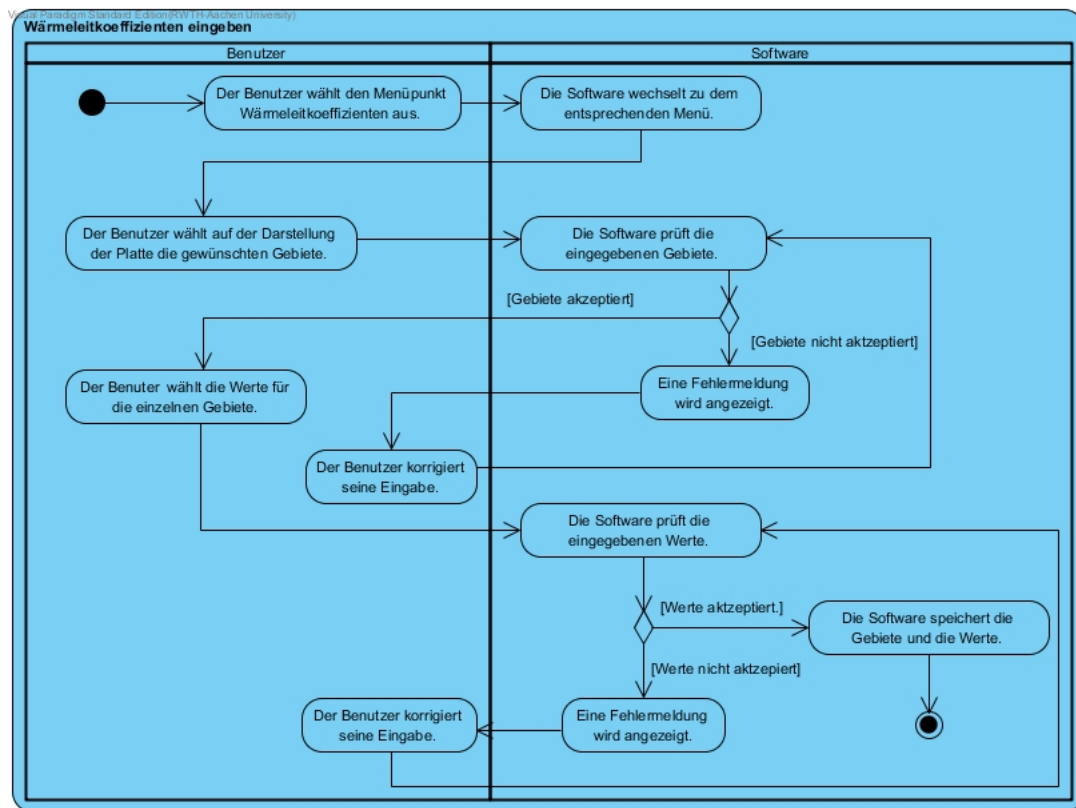 Visual Paradigm Standard Edition(RWTH-Aachen University)
Wärmeleitkoeffizienten eingeben
Benutzer
Software
Der Benutzer wählt den Menüpunkt
Wärmeleitkoeffizienten aus.
Die Software wechselt zu dem
entsprechenden Menü.
Der Benutzer wählt auf der Darstellung
der Platte die gewünschten Gebiete.
Die Software prüft die
eingegebenen Gebiete.
[Gebiete akzeptiert]
[Gebiete nicht aktzeptiert]
Der Benuter wählt die Werte für
die einzelnen Gebiete.
Eine Fehlermeldung
wird angezeigt.
Der Benutzer korrigiert
seine Eingabe.
Die Software prüft die
eingegebenen Werte.
[Werte aktzeptiert.]
Die Software speichert die
Gebiete und die Werte.
[Werte nicht aktzepiert]
Der Benutzer korrigiert
seine Eingabe.
Eine Fehlermeldung
wird angezeigt.